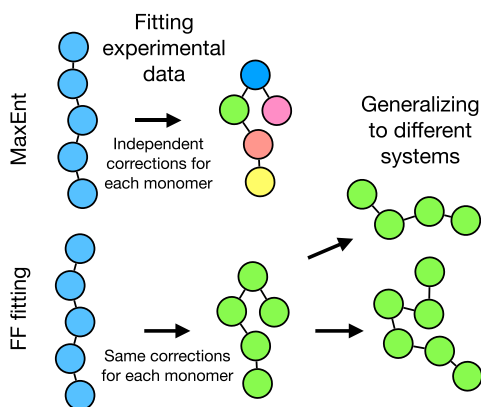 Fitting
experimental
data
MaxEnt
Independent
corrections for
each monomer
Generalizing
to different
systems
FF fitting
Same corrections
for each monomer